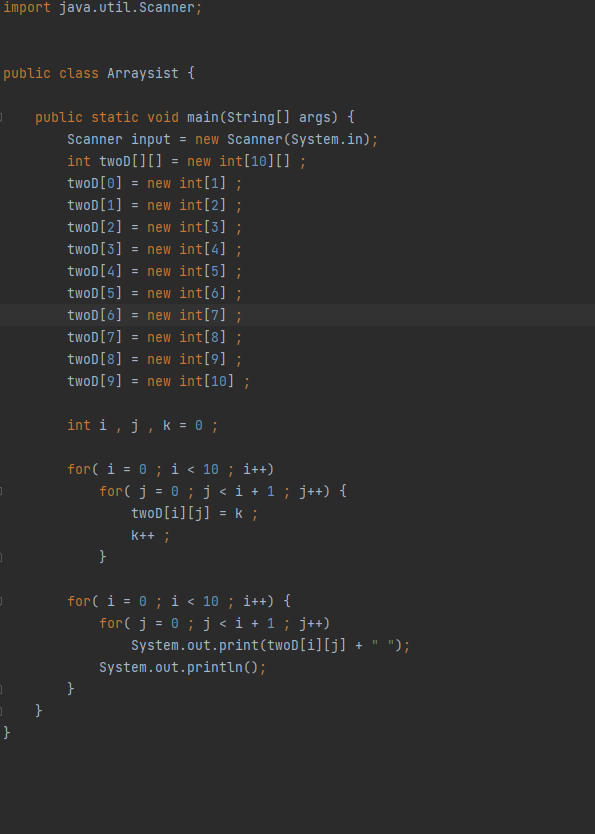 import java.util.Scanner;
public class Arraysist {
public static void main(String[] args) {
Scanner input = new Scanner(System.in);
int twoD[][] = new int[10][] ;
twoD[0] = new int[1] ;
twoD[1] = new int[2] ;
twoD[2] = new int[3] ;
twoD[3] = new int[4] ;
twoD[4] = new int[5] ;
twoD[5] = new int[6] ;
twoD[6] = new int[7] ;
twoD[7] = new int[8] ;
twoD[8] = new int[9] ;
twoD[9] = new int[10] ;
int i , j , k = 0 ;
for( i = 0 ; i < 10 ; i++)
for( j = 0 ; j < i + 1 ; j++) {
twoD[i][j] = k ;
k++ ;
}
for( i = 0 ; i < 10 ; i++) {
for( j = 0 ; j < i + 1 ; j++)
System.out.print(twoD[i][j] + " ");
System.out.println();
}
}
}